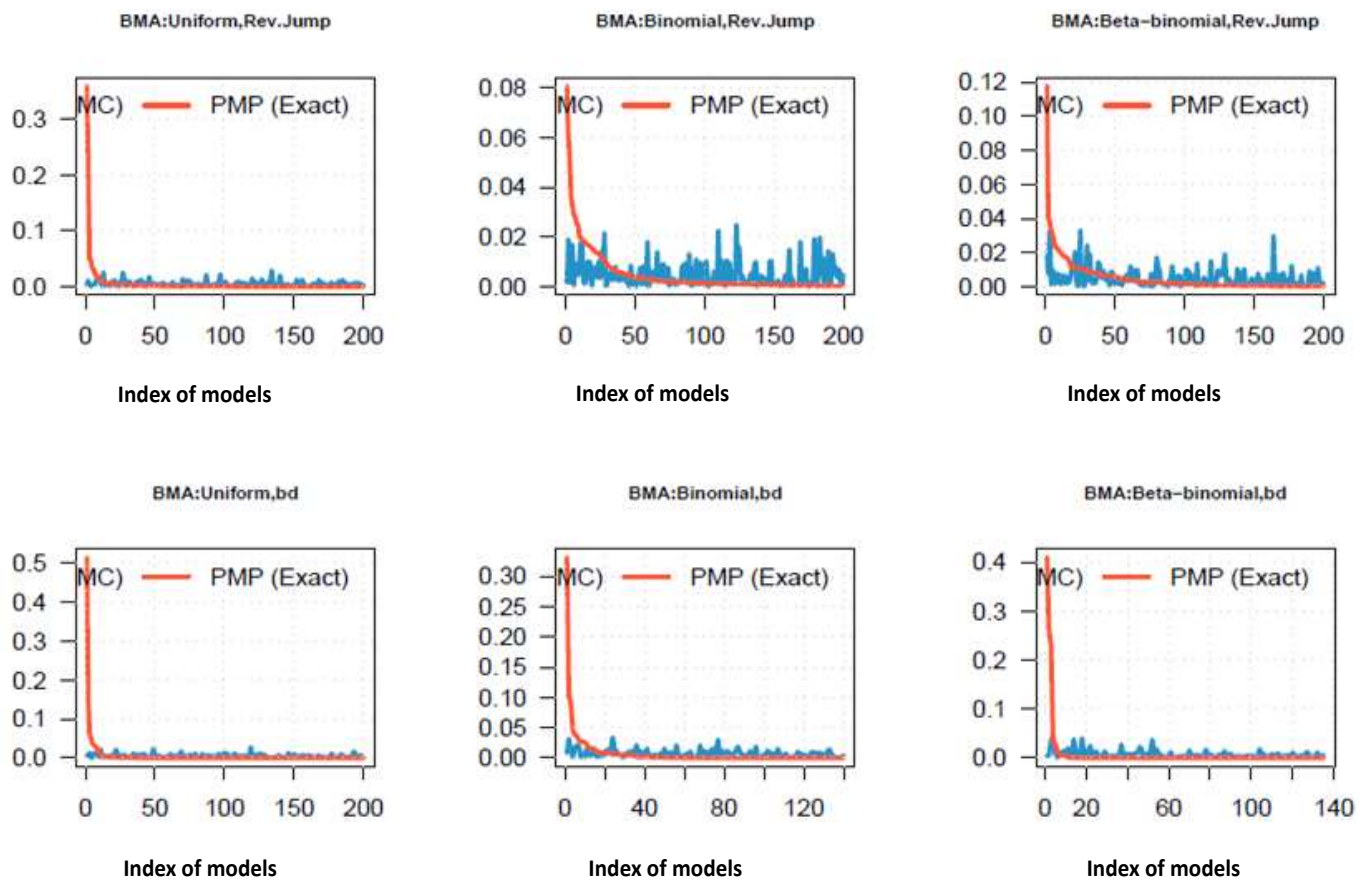 BMA:Uniform,Rev.Jump
MC) PMP (Exact)
0.3
0.2
0.1
0.0
0 50 100 150 200
Index of models
BMA:Binomial,Rev.Jump
MC) PMP (Exact)
0.08
0.06
0.04
0.02
0.00
0 50 100 150 200
Index of models
BMA:Beta-binomial,Rev.Jump
MC) PMP (Exact)
0.12
0.10
0.08
0.06
0.04
0.02
0.00
0 50 100 150 200
Index of models
BMA:Uniform,bd
MC) PMP (Exact)
0.5
0.4
0.3
0.2
0.1
0.0
0 50 100 150 200
Index of models
BMA:Binomial,bd
MC) PMP (Exact)
0.30
0.25
0.20
0.15
0.10
0.05
0.00
0 40 80 120
Index of models
BMA:Beta-binomial,bd
MC) PMP (Exact)
0.4
0.3
0.2
0.1
0.0
0 20 60 100 140
Index of models